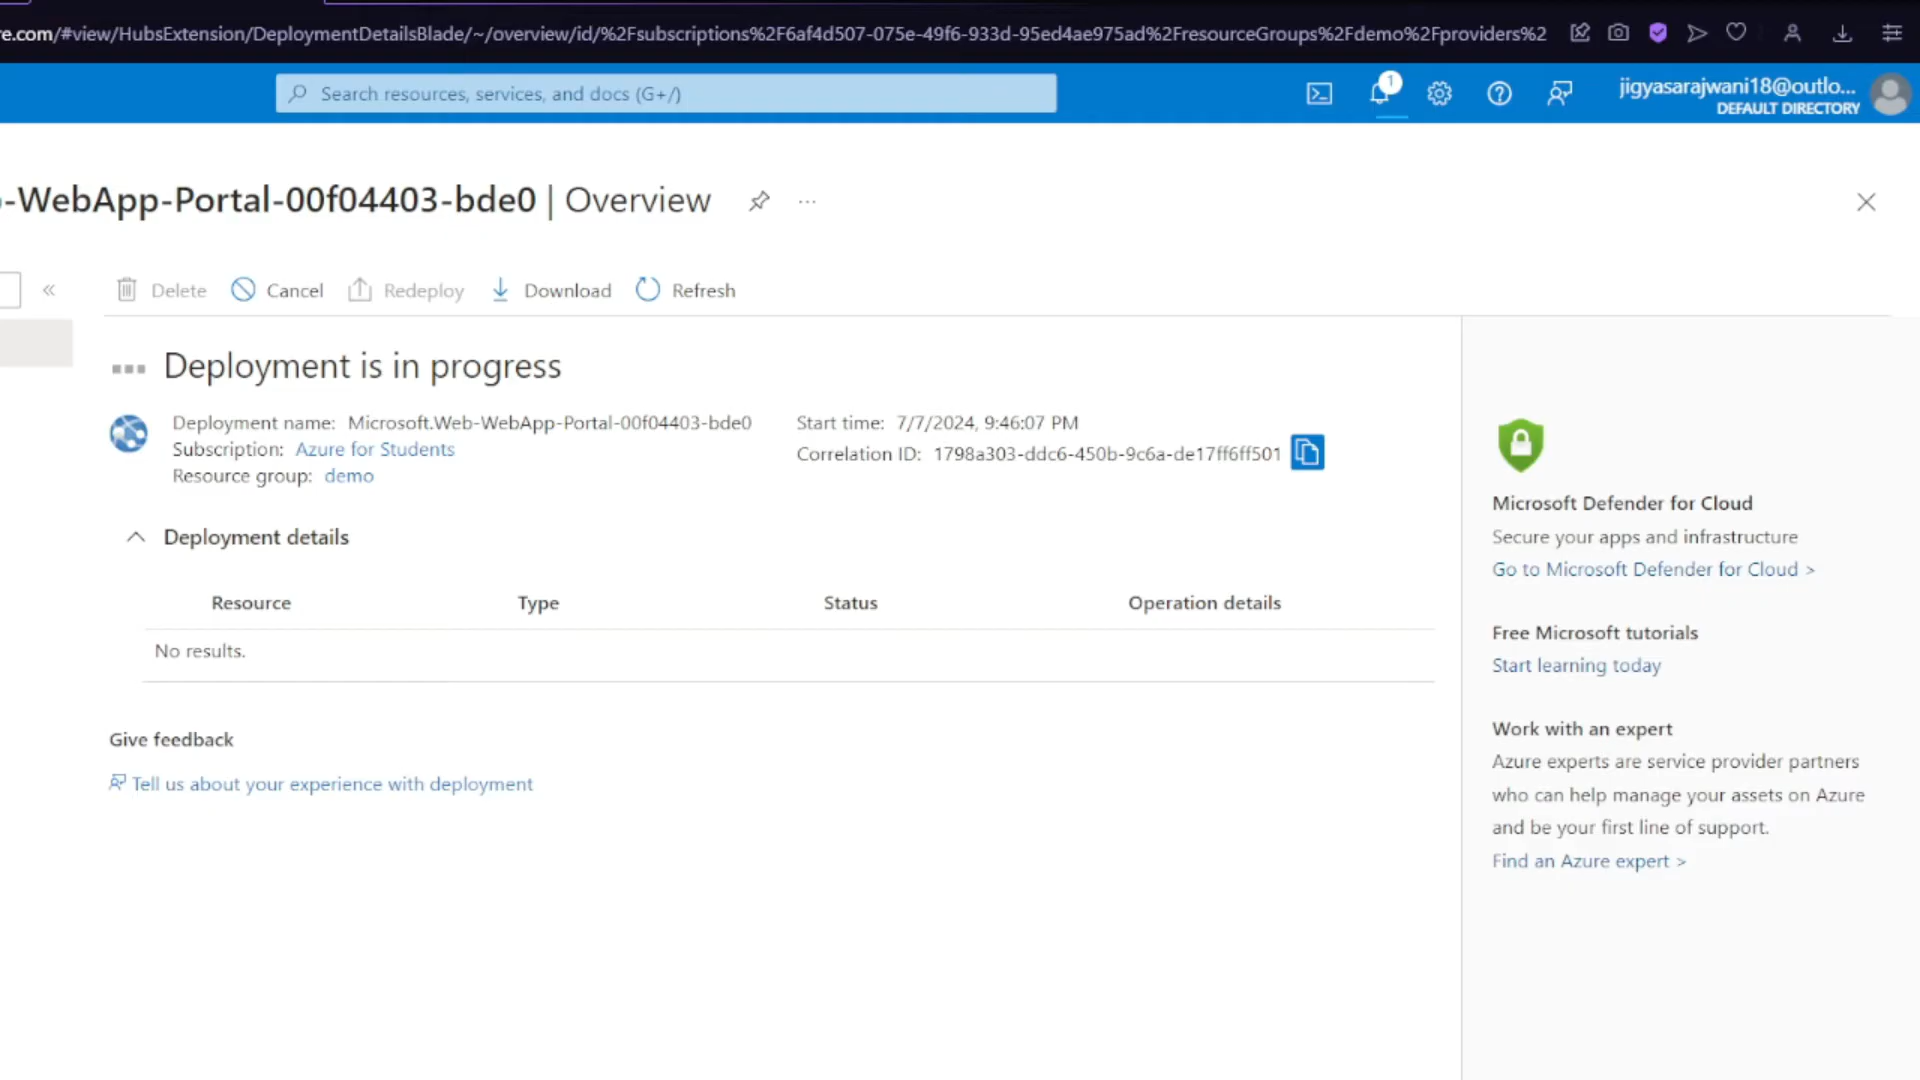 re.com/#view/HubsExtension/DeploymentDetailsBlade/~/overview/id/%2Fsubscriptions%2F6af4d507-075e-49f6-933d-95ed4ae975ad%2FresourceGroups%2Fdemo%2Fproviders%2
Search resources, services, and docs (G+/)
1
jigyasarajwani18@outlo...
DEFAULT DIRECTORY
-WebApp-Portal-00f04403-bde0 | Overview
Delete
Cancel
Redeploy
Download
Refresh
Deployment is in progress
Deployment name: Microsoft.Web-WebApp-Portal-00f04403-bde0
Subscription: Azure for Students
Resource group: demo
Start time: 7/7/2024, 9:46:07 PM
Correlation ID: 1798a303-ddc6-450b-9c6a-de17ff6ff501
Deployment details
Resource Type Status Operation details
No results.
Give feedback
Tell us about your experience with deployment
Microsoft Defender for Cloud
Secure your apps and infrastructure
Go to Microsoft Defender for Cloud >
Free Microsoft tutorials
Start learning today
Work with an expert
Azure experts are service provider partners
who can help manage your assets on Azure
and be your first line of support.
Find an Azure expert >